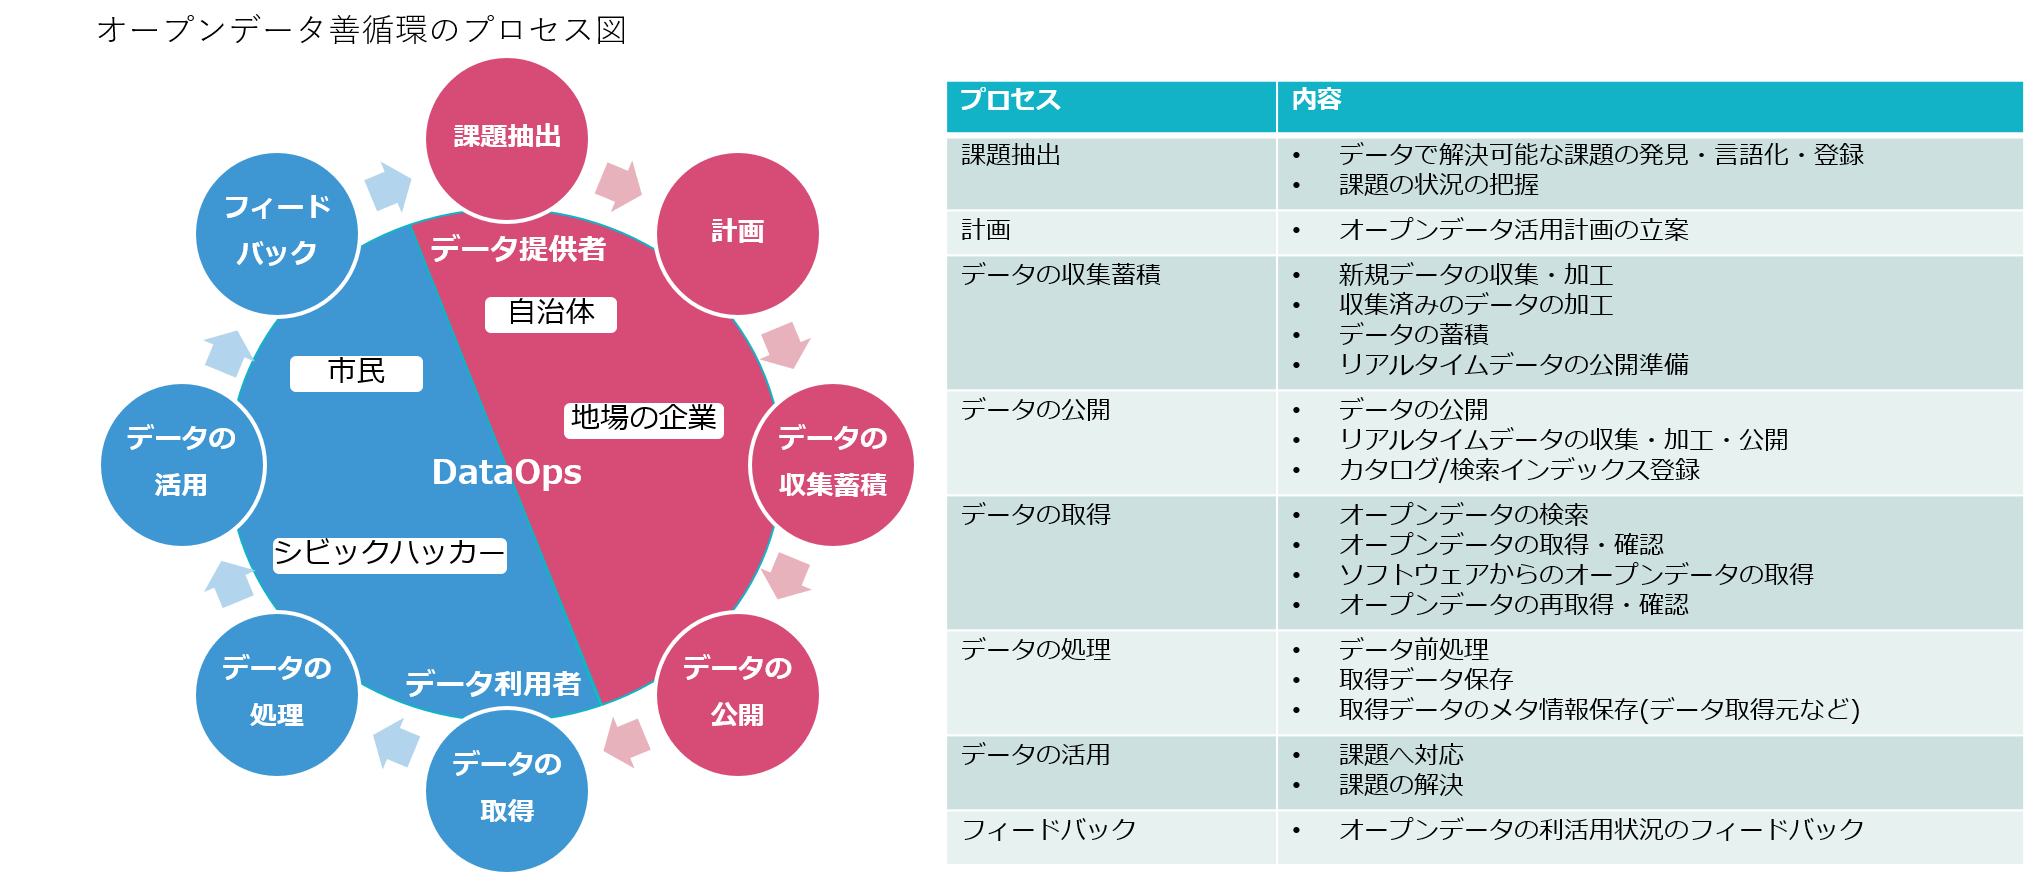 オープンデータ善循環のプロセス図
課題抽出
計画
データの
収集蓄積
データの
公開
データの
取得
データの
処理
データの
活用
フィード
バック
データ提供者
自治体
地場の企業
市民
DataOps
シビックハッカー
データ利用者
プロセス 内容
課題抽出
• データで解決可能な課題の発見・言語化・登録
• 課題の状況の把握
計画
• オープンデータ活用計画の立案
データの収集蓄積
• 新規データの収集・加工
• 収集済みのデータの加工
• データの蓄積
• リアルタイムデータの公開準備
データの公開
• データの公開
• リアルタイムデータの収集・加工・公開
• カタログ/検索インデックス登録
データの取得
• オープンデータの検索
• オープンデータの取得・確認
• ソフトウェアからのオープンデータの取得
• オープンデータの再取得・確認
データの処理
• データ前処理
• 取得データ保存
• 取得データのメタ情報保存(データ取得元など)
データの活用
• 課題へ対応
• 課題の解決
フィードバック
• オープンデータの利活用状況のフィードバック